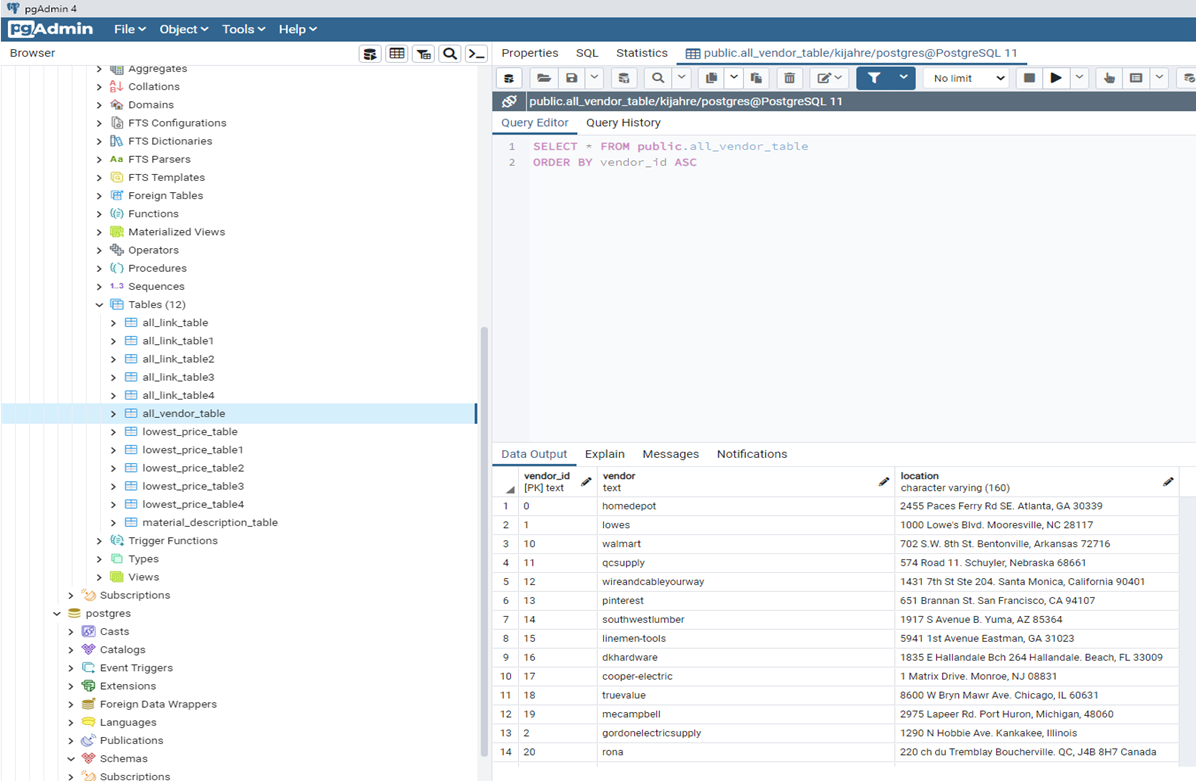 pgAdmin 4
pgAdmin File Object Tools Help
Browser
Aggregates
Collations
Domains
FTS Configurations
FTS Dictionaries
Aa FTS Parsers
FTS Templates
Foreign Tables
Functions
Materialized Views
Operators
Procedures
1..3 Sequences
Tables (12)
all_link_table
all_link_table1
all_link_table2
all_link_table3
all_link_table4
all_vendor_table
lowest_price_table
lowest_price_table1
lowest_price_table2
lowest_price_table3
lowest_price_table4
material_description_table
Trigger Functions
Types
Views
Subscriptions
postgres
Casts
Catalogs
Event Triggers
Extensions
Foreign Data Wrappers
Languages
Publications
Schemas
Subscriptions
Properties SQL Statistics public.all_vendor_table/kijahre/postgres@PostgreSQL 11
No limit
public.all_vendor_table/kijahre/postgres@PostgreSQL 11
Query Editor Query History
1 SELECT * FROM public.all_vendor_table
2 ORDER BY vendor_id ASC
Data Output Explain Messages Notifications
vendor_id vendor location
[PK] text text character varying (160)
1 0 homedepot 2455 Paces Ferry Rd SE. Atlanta, GA 30339
2 1 lowes 1000 Lowe's Blvd. Mooresville, NC 28117
3 10 walmart 702 S.W. 8th St. Bentonville, Arkansas 72716
4 11 qcsupply 574 Road 11. Schuyler, Nebraska 68661
5 12 wireandcableyourway 1431 7th St Ste 204. Santa Monica, California 90401
6 13 pinterest 651 Brannan St. San Francisco, CA 94107
7 14 southwestlumber 1917 S Avenue B. Yuma, AZ 85364
8 15 linemen-tools 5941 1st Avenue Eastman, GA 31023
9 16 dkhardware 1835 E Hallandale Bch 264 Hallandale. Beach, FL 33009
10 17 cooper-electric 1 Matrix Drive. Monroe, NJ 08831
11 18 truevalue 8600 W Bryn Mawr Ave. Chicago, IL 60631
12 19 mecampbell 2975 Lapeer Rd. Port Huron, Michigan, 48060
13 2 gordonelectricsupply 1290 N Hobbie Ave. Kankakee, Illinois
14 20 rona 220 ch du Tremblay Boucherville. QC, J4B 8H7 Canada